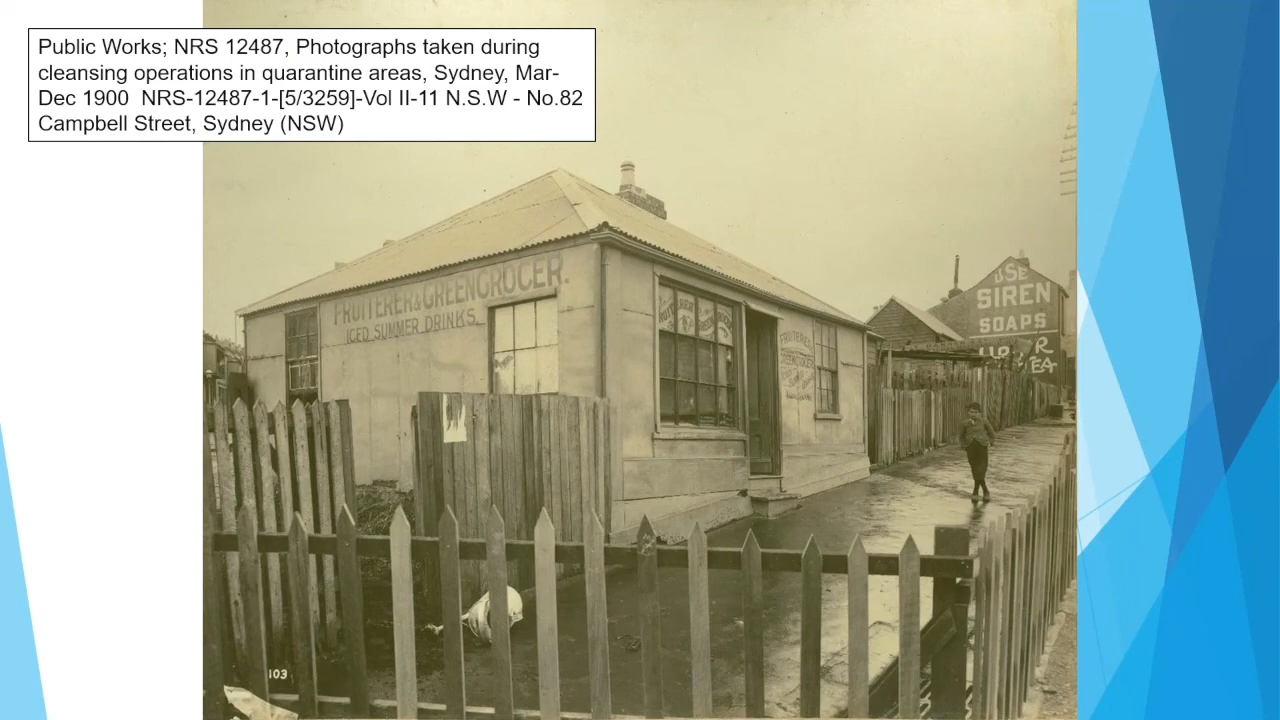 Public Works; NRS 12487, Photographs taken during
cleansing operations in quarantine areas, Sydney, Mar-
Dec 1900 NRS-12487-1-[5/3259]-Vol II-11 N.S.W - No.82
Campbell Street, Sydney (NSW)
FRUITERER & GREENGROCER.
ICED SUMMER DRINKS.
FRUITERER
GREENGROCER
USE
SIREN
SOAPS
103